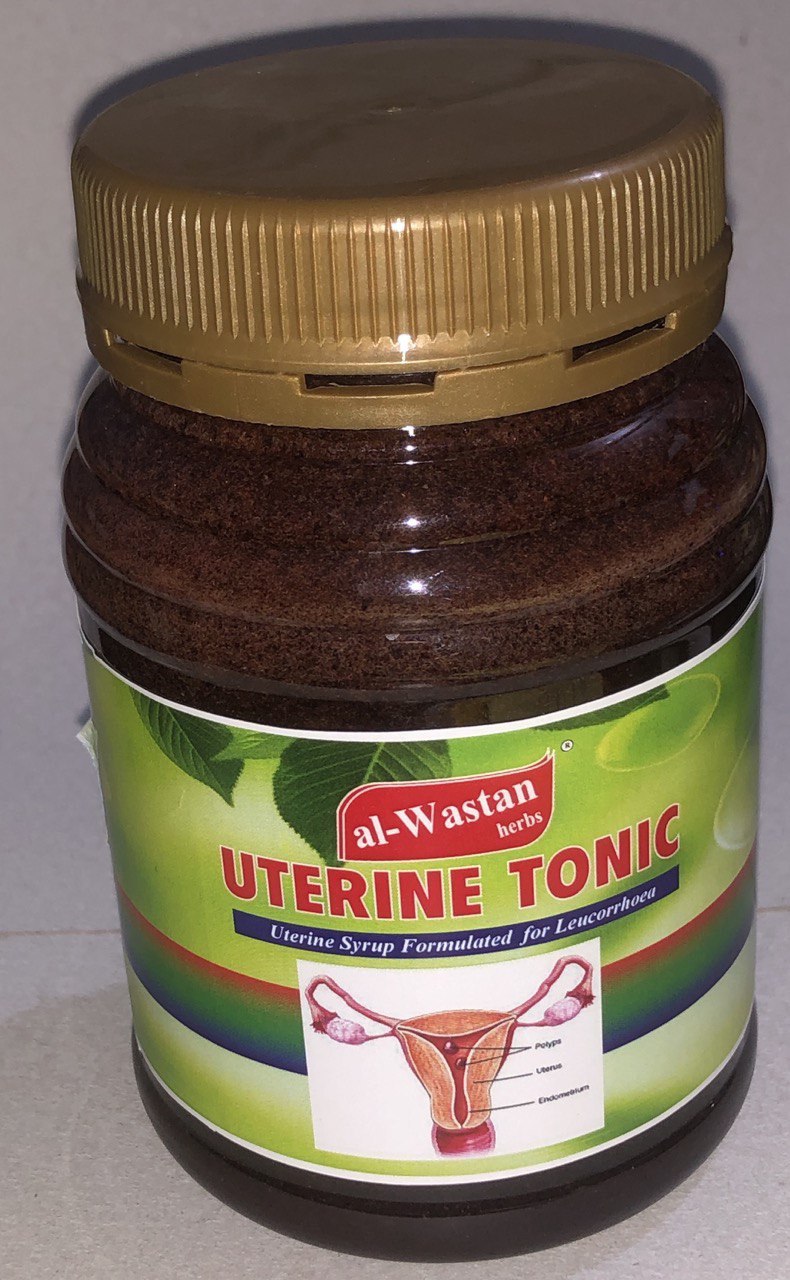 al-Wastan ®
herbs
UTERINE TONIC
Uterine Syrup Formulated for Leucorrhoea
Polyps
Uterus
Endometrium